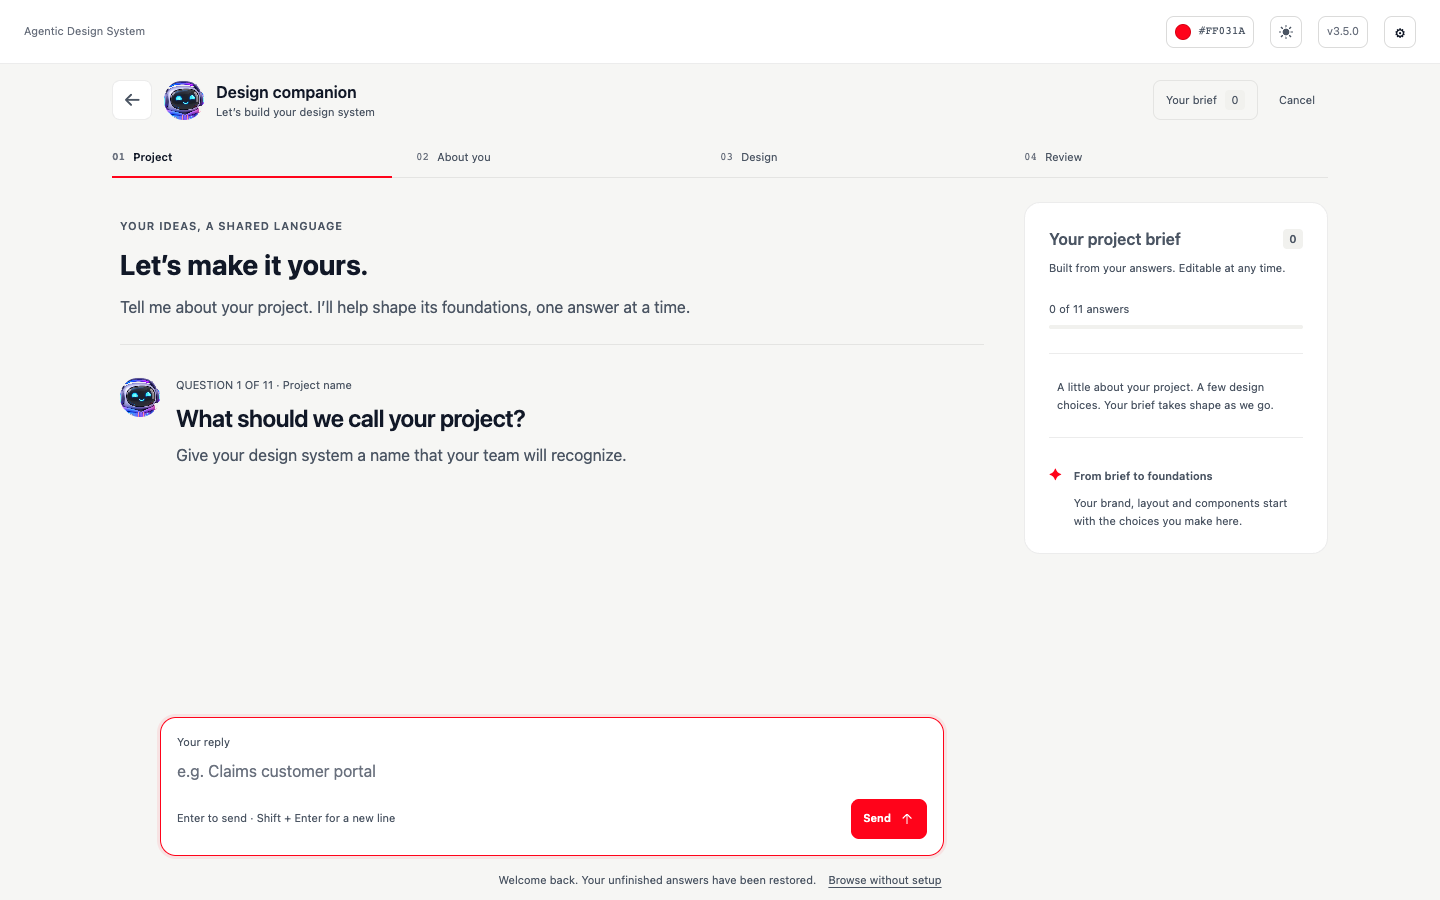 Agentic Design System
#FF031A
v3.5.0
Design companion
Let's build your design system
Your brief 0
Cancel
01 Project
02 About you
03 Design
04 Review
YOUR IDEAS, A SHARED LANGUAGE
Let's make it yours.
Tell me about your project. I'll help shape its foundations, one answer at a time.
QUESTION 1 OF 11 · Project name
What should we call your project?
Give your design system a name that your team will recognize.
Your project brief 0
Built from your answers. Editable at any time.
0 of 11 answers
A little about your project. A few design
choices. Your brief takes shape as we go.
From brief to foundations
Your brand, layout and components start
with the choices you make here.
Your reply
e.g. Claims customer portal
Enter to send · Shift + Enter for a new line
Send
Welcome back. Your unfinished answers have been restored. Browse without setup